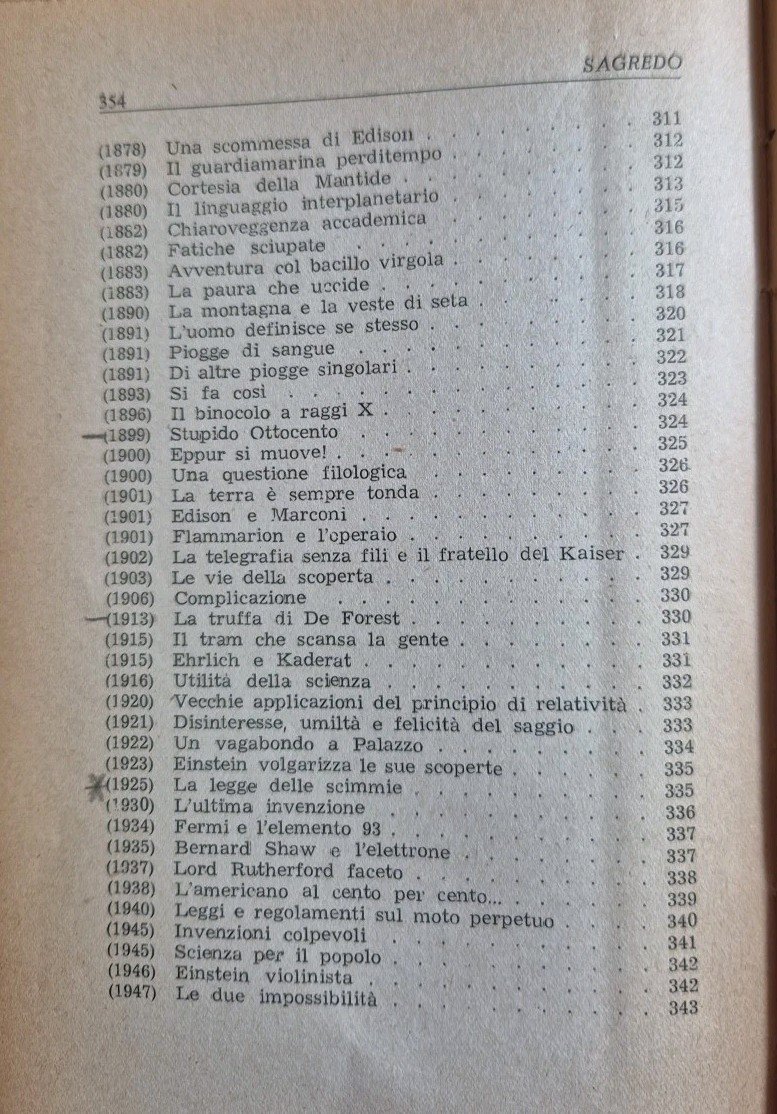 354 SAGREDO
(1878) Una scommessa di Edison . . . . . . . 311
(1879) Il guardiamarina perditempo . . . . . . . 312
(1880) Cortesia della Mantide . . . . . . . 312
(1880) Il linguaggio interplanetario . . . . . . . 313
(1882) Chiaroveggenza accademica . . . . . . . 315
(1882) Fatiche sciupate . . . . . . . . . 316
(1883) Avventura col bacillo virgola . . . . . . 316
(1883) La paura che uccide . . . . . . . . 317
(1890) La montagna e la veste di seta . . . . . . 318
(1891) L'uomo definisce se stesso . . . . . . . 320
(1891) Piogge di sangue . . . . . . . . . 321
(1891) Di altre piogge singolari . . . . . . . 322
(1893) Si fa così . . . . . . . . . . . 323
(1896) Il binocolo a raggi X . . . . . . . . 324
(1899) Stupido Ottocento . . . . . . . . . 324
(1900) Eppur si muove! . . . . . . . . . 325
(1900) Una questione filologica . . . . . . . 326
(1901) La terra è sempre tonda . . . . . . . 326
(1901) Edison e Marconi . . . . . . . . . 327
(1901) Flammarion e l'operaio . . . . . . . 327
(1902) La telegrafia senza fili e il fratello del Kaiser . 329
(1903) Le vie della scoperta . . . . . . . . 329
(1906) Complicazione . . . . . . . . . . 330
(1913) La truffa di De Forest . . . . . . . . 330
(1915) Il tram che scansa la gente . . . . . . 331
(1915) Ehrlich e Kaderat . . . . . . . . . 331
(1916) Utilità della scienza . . . . . . . . 332
(1920) Vecchie applicazioni del principio di relatività . 333
(1921) Disinteresse, umiltà e felicità del saggio . . . 333
(1922) Un vagabondo a Palazzo . . . . . . . 334
(1923) Einstein volgarizza le sue scoperte . . . . . 335
(1925) La legge delle scimmie . . . . . . . . 335
(1930) L'ultima invenzione . . . . . . . . . 336
(1934) Fermi e l'elemento 93 . . . . . . . . 337
(1935) Bernard Shaw e l'elettrone . . . . . . . 337
(1937) Lord Rutherford faceto . . . . . . . . 338
(1938) L'americano al cento per cento... . . . . . 339
(1940) Leggi e regolamenti sul moto perpetuo . . . . 340
(1945) Invenzioni colpevoli . . . . . . . . 341
(1945) Scienza per il popolo . . . . . . . . 342
(1946) Einstein violinista . . . . . . . . . 342
(1947) Le due impossibilità . . . . . . . . 343